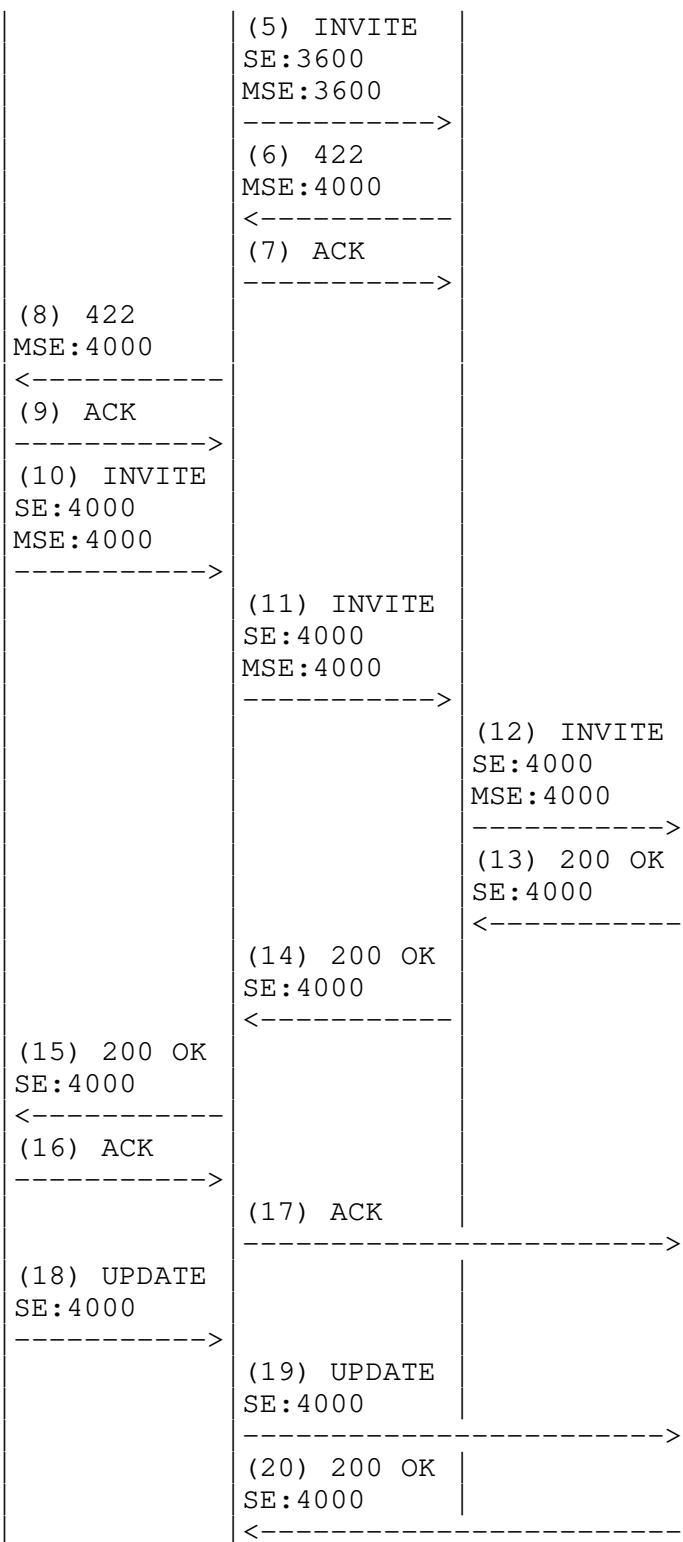 (5) INVITE
SE:3600
MSE:3600
(6) 422
MSE:4000
(7) ACK
(8) 422
MSE:4000
(9) ACK
(10) INVITE
SE:4000
MSE:4000
(11) INVITE
SE:4000
MSE:4000
(12) INVITE
SE:4000
MSE:4000
(13) 200 OK
SE:4000
(14) 200 OK
SE:4000
(15) 200 OK
SE:4000
(16) ACK
(17) ACK
(18) UPDATE
SE:4000
(19) UPDATE
SE:4000
(20) 200 OK
SE:4000